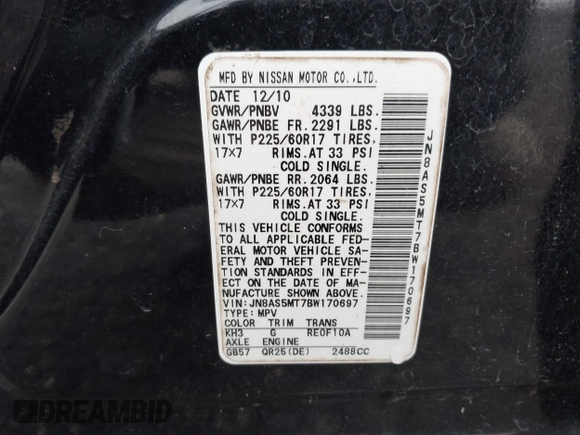 MFD BY NISSAN MOTOR CO.,LTD.
DATE 12/10
GVWR/PNBV 4339 LBS.
GAWR/PNBE FR. 2291 LBS.
WITH P225/60R17 TIRES,
17×7 RIMS.AT 33 PSI
COLD SINGLE.
GAWR/PNBE RR. 2064 LBS.
WITH P225/60R17 TIRES,
17×7 RIMS.AT 33 PSI
COLD SINGLE.
THIS VEHICLE CONFORMS
TO ALL APPLICABLE FED-
ERAL MOTOR VEHICLE SA-
FETY AND THEFT PREVEN-
TION STANDARDS IN EFF-
ECT ON THE DATE OF MA-
NUFACTURE SHOWN ABOVE.
VIN:JN8AS5MT7BW170697
TYPE:MPV
COLOR TRIM TRANS
KH3 G RE0F10A
AXLE ENGINE
GB57 QR25(DE) 2488CC
JN8AS5MT7BW170697
DREAMBID